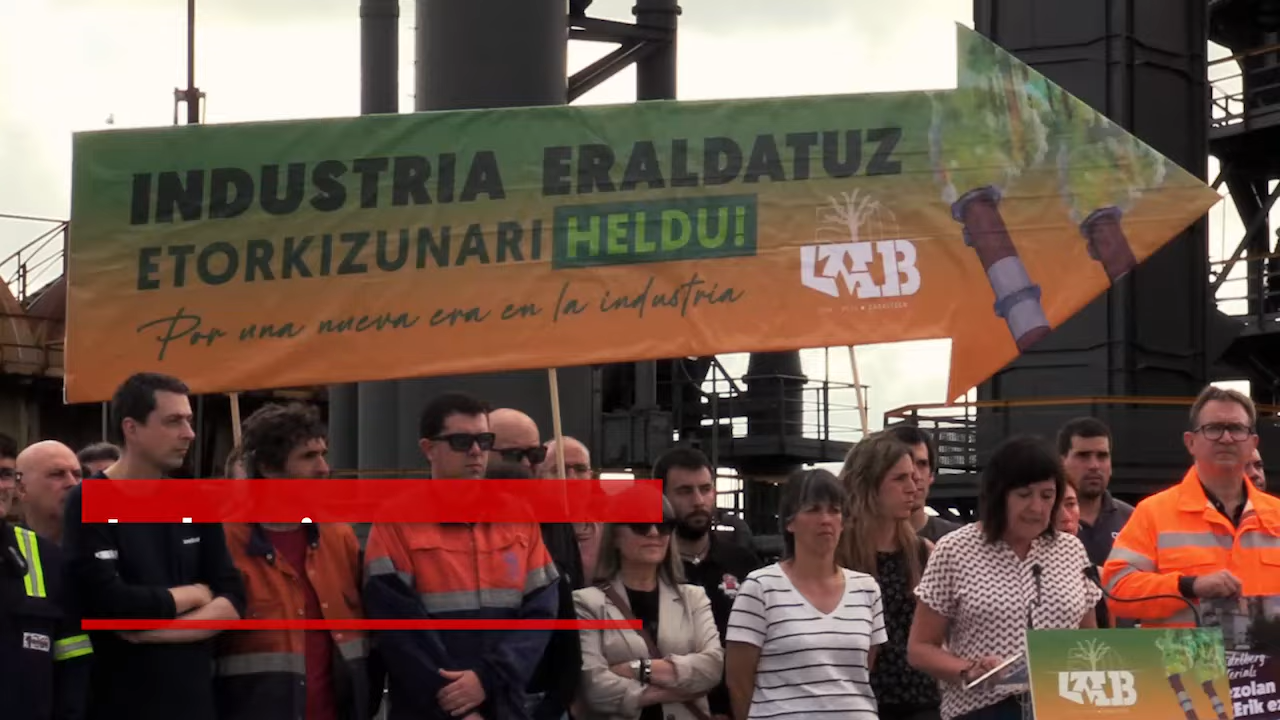 INDUSTRIA ERALDATUZ
ETORKIZUNARI HELDU!
Por una nueva era en la industria
LAB
LAB